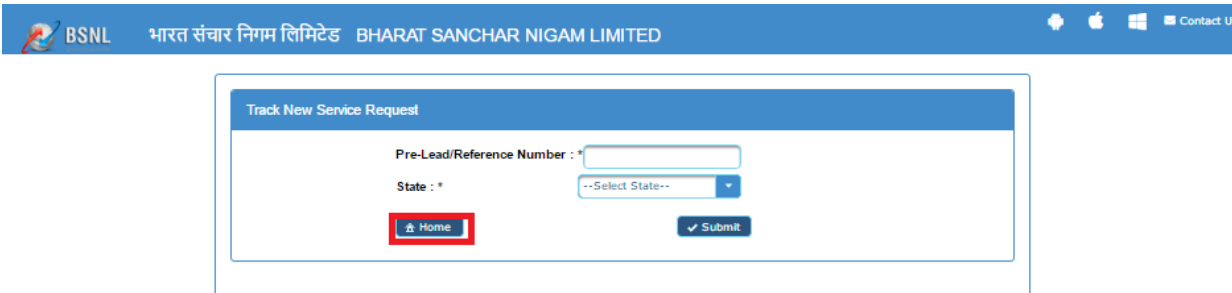 BSNL भारत संचार निगम लिमिटेड BHARAT SANCHAR NIGAM LIMITED Contact U
Track New Service Request
Pre-Lead/Reference Number : *
State : * --Select State--
Home Submit